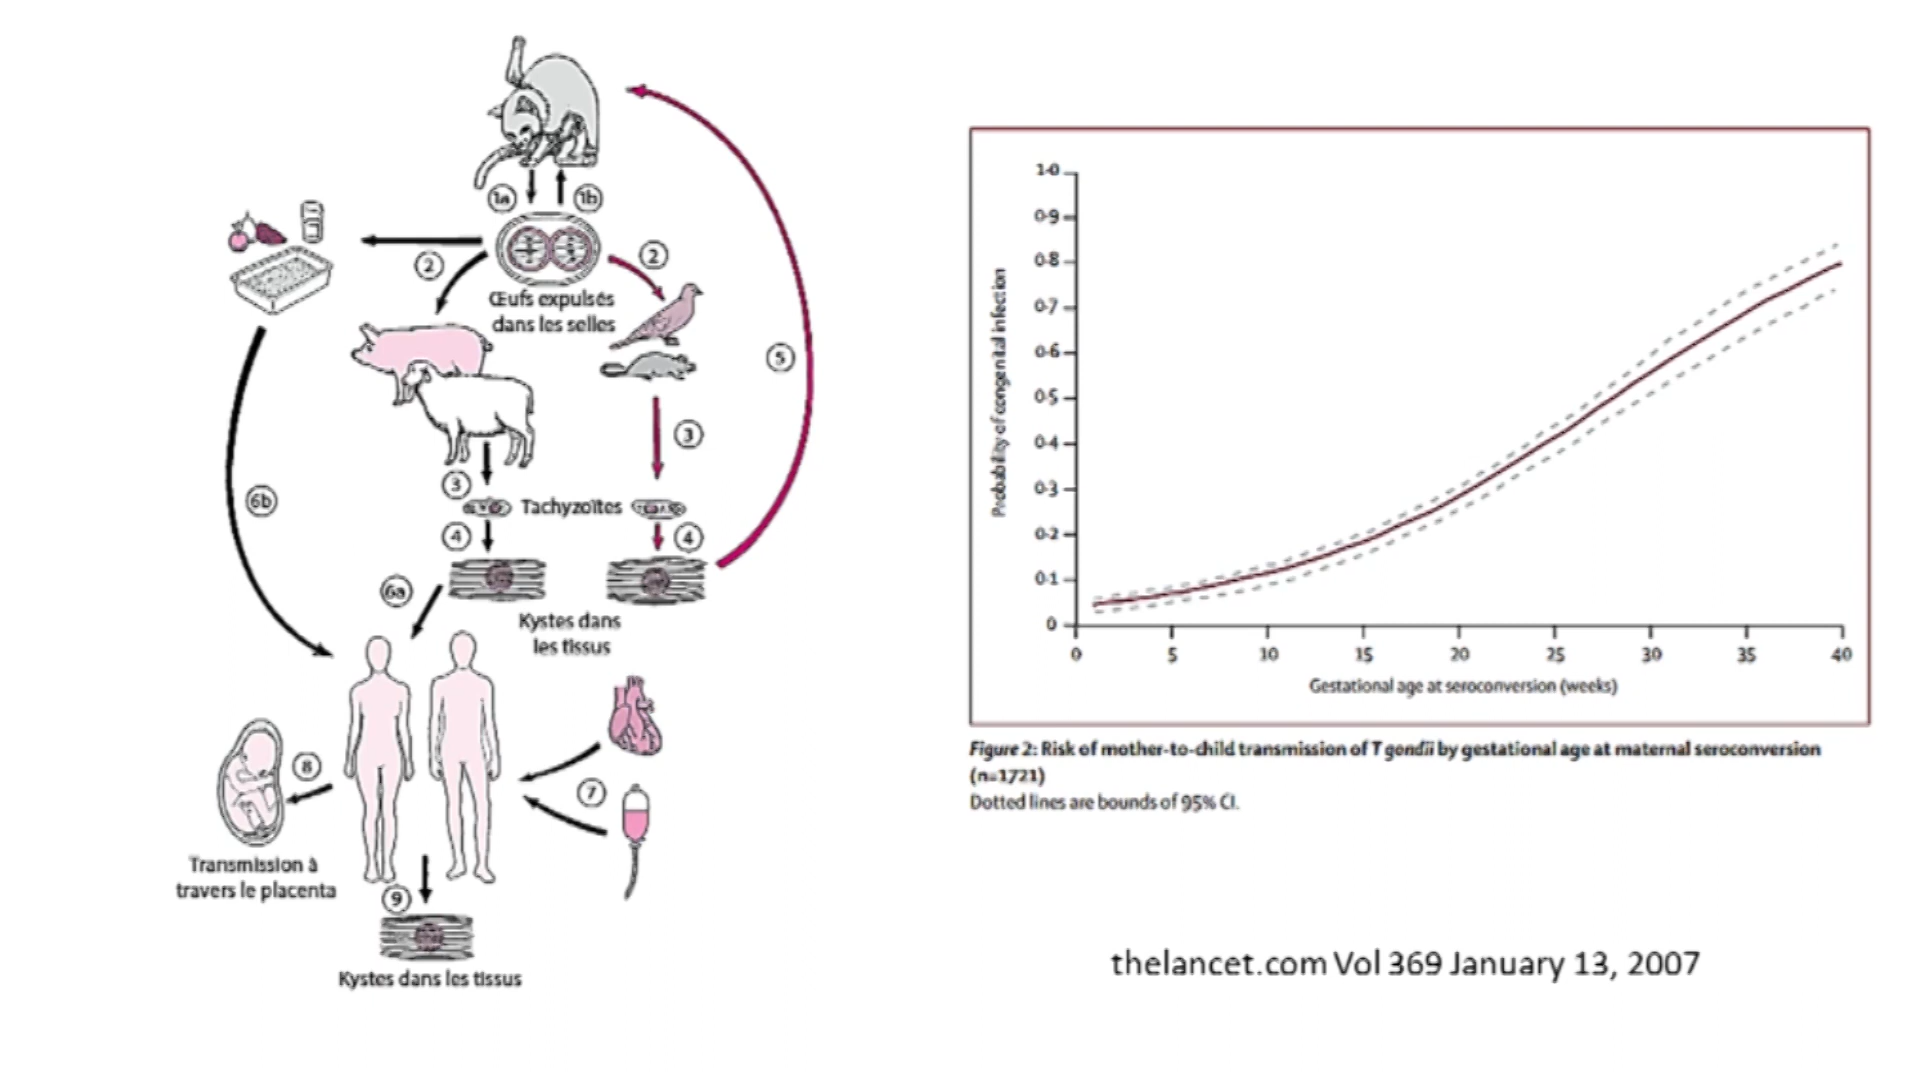 1a
1b
2
2
Œufs expulsés
dans les selles
5
3
6b
3
Tachyzoïtes
4
4
6a
Kystes dans
les tissus
8
7
Transmission à
travers le placenta
9
Kystes dans les tissus
Probability of congenital infection
1·0
0·9
0·8
0·7
0·6
0·5
0·4
0·3
0·2
0·1
0
0 5 10 15 20 25 30 35 40
Gestational age at seroconversion (weeks)
Figure 2: Risk of mother-to-child transmission of T gondii by gestational age at maternal seroconversion
(n=1721)
Dotted lines are bounds of 95% CI.
thelancet.com Vol 369 January 13, 2007